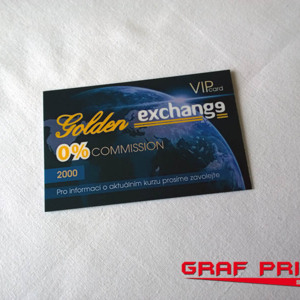 VIP card
Golden exchange
0% COMMISSION
2000
Pro informaci o aktuálním kurzu prosíme zavolejte
GRAF PRI